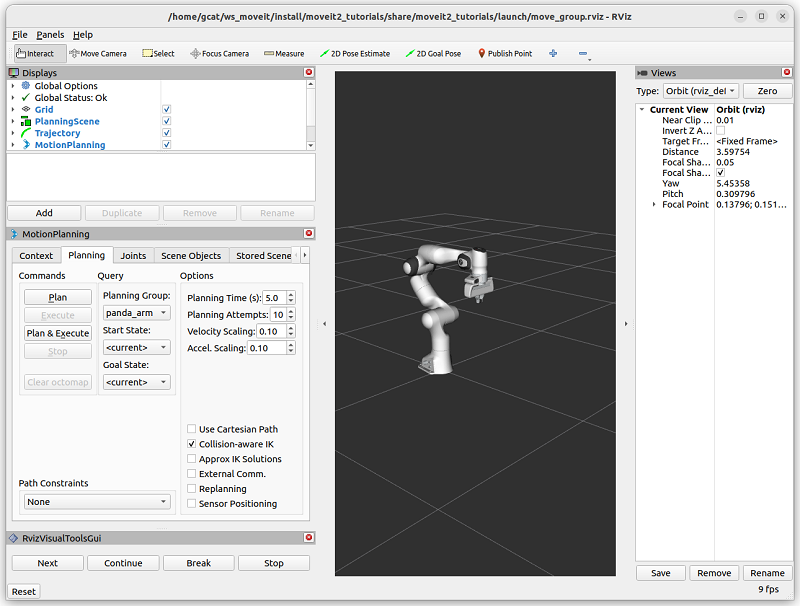 /home/gcat/ws_moveit/install/moveit2_tutorials/share/moveit2_tutorials/launch/move_group.rviz - RViz
File Panels Help
Interact Move Camera Select Focus Camera Measure 2D Pose Estimate 2D Goal Pose Publish Point
Displays
Global Options
Global Status: Ok
Grid
PlanningScene
Trajectory
MotionPlanning
Add Duplicate Remove Rename
MotionPlanning
Context Planning Joints Scene Objects Stored Scene
Commands Query Options
Plan
Execute
Plan & Execute
Stop
Clear octomap
Planning Group:
panda_arm
Start State:
<current>
Goal State:
<current>
Planning Time (s): 5.0
Planning Attempts: 10
Velocity Scaling: 0.10
Accel. Scaling: 0.10
Use Cartesian Path
Collision-aware IK
Approx IK Solutions
External Comm.
Replanning
Sensor Positioning
Path Constraints
None
RvizVisualToolsGui
Next Continue Break Stop
Reset
Views
Type: Orbit (rviz_del Zero
Current View Orbit (rviz)
Near Clip ... 0.01
Invert Z A...
Target Fr... <Fixed Frame>
Distance 3.59754
Focal Sha... 0.05
Focal Sha...
Yaw 5.45358
Pitch 0.309796
Focal Point 0.13796; 0.151...
Save Remove Rename
9 fps